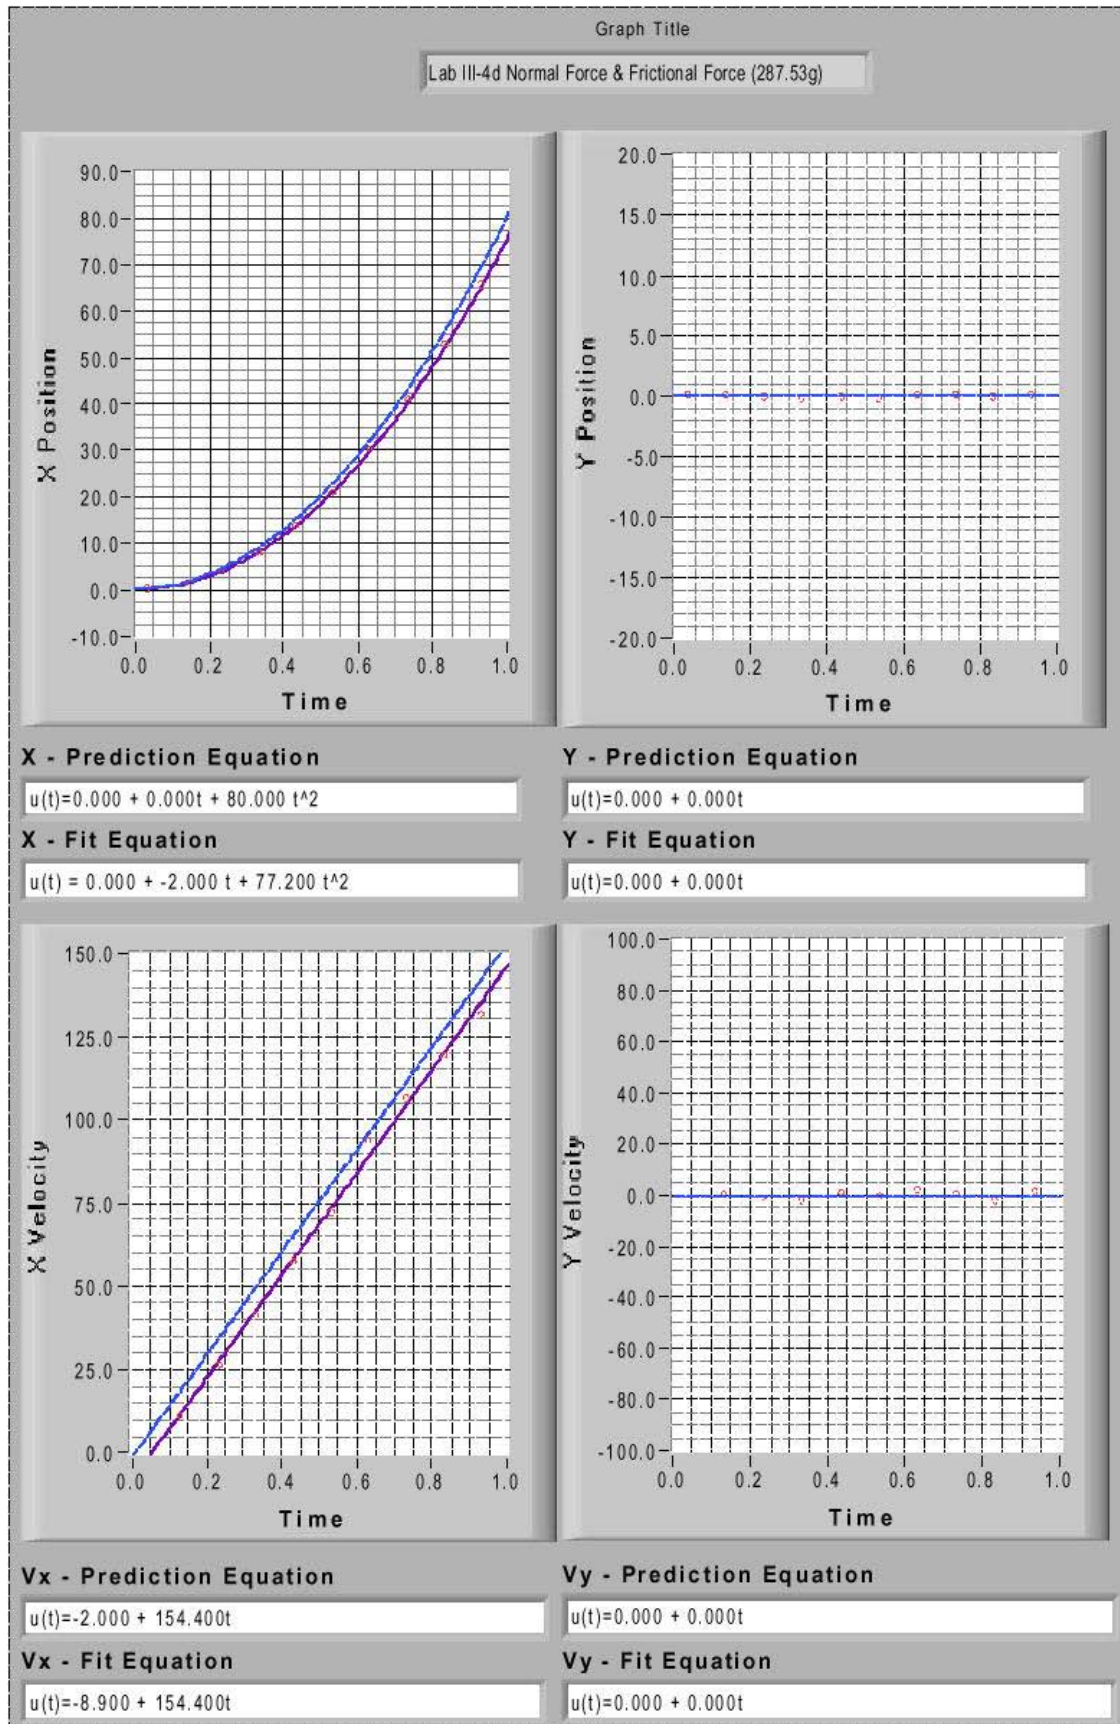 Graph Title
Lab III-4d Normal Force & Frictional Force (287.53g)
X Position
90.0
80.0
70.0
60.0
50.0
40.0
30.0
20.0
10.0
0.0
-10.0
0.0 0.2 0.4 0.6 0.8 1.0
Time
Y Position
20.0
15.0
10.0
5.0
0.0
-5.0
-10.0
-15.0
-20.0
0.0 0.2 0.4 0.6 0.8 1.0
Time
X - Prediction Equation
u(t)=0.000 + 0.000t + 80.000 t^2
X - Fit Equation
u(t) = 0.000 + -2.000 t + 77.200 t^2
Y - Prediction Equation
u(t)=0.000 + 0.000t
Y - Fit Equation
u(t)=0.000 + 0.000t
X Velocity
150.0
125.0
100.0
75.0
50.0
25.0
0.0
0.0 0.2 0.4 0.6 0.8 1.0
Time
Y Velocity
100.0
80.0
60.0
40.0
20.0
0.0
-20.0
-40.0
-60.0
-80.0
-100.0
0.0 0.2 0.4 0.6 0.8 1.0
Time
Vx - Prediction Equation
u(t)=-2.000 + 154.400t
Vx - Fit Equation
u(t)=-8.900 + 154.400t
Vy - Prediction Equation
u(t)=0.000 + 0.000t
Vy - Fit Equation
u(t)=0.000 + 0.000t